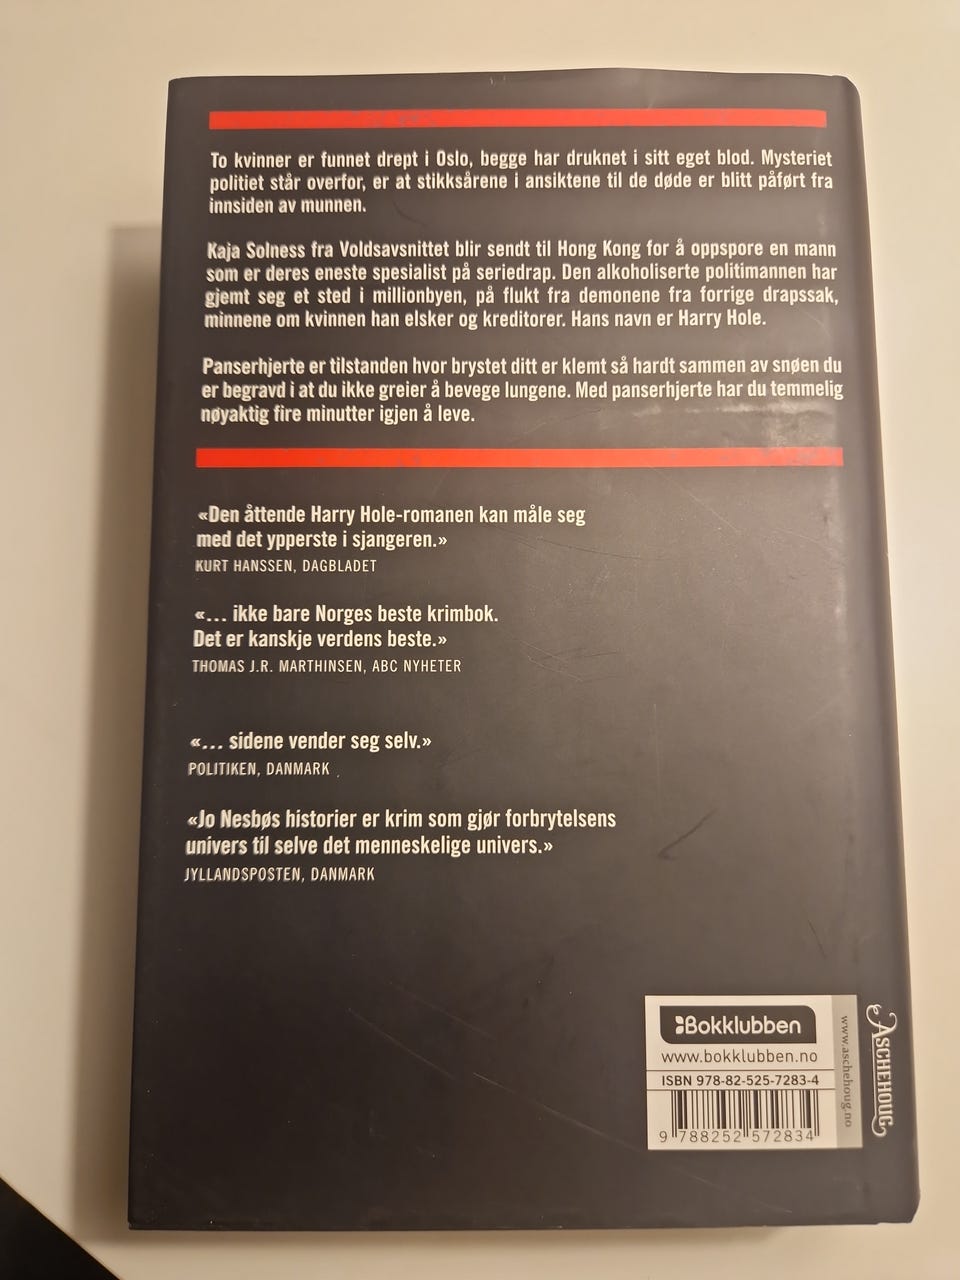 To kvinner er funnet drept i Oslo, begge har druknet i sitt eget blod. Mysteriet
politiet står overfor, er at stikksårene i ansiktene til de døde er blitt påført fra
innsiden av munnen.
Kaja Solness fra Voldsavsnittet blir sendt til Hong Kong for å oppspore en mann
som er deres eneste spesialist på seriedrap. Den alkoholiserte politimannen har
gjemt seg et sted i millionbyen, på flukt fra demonene fra forrige drapssak,
minnene om kvinnen han elsker og kreditorer. Hans navn er Harry Hole.
Panserhjerte er tilstanden hvor brystet ditt er klemt så hardt sammen av snøen du
er begravd i at du ikke greier å bevege lungene. Med panserhjerte har du temmelig
nøyaktig fire minutter igjen å leve.
«Den åttende Harry Hole-romanen kan måle seg
med det ypperste i sjangeren.»
KURT HANSSEN, DAGBLADET
«... ikke bare Norges beste krimbok.
Det er kanskje verdens beste.»
THOMAS J.R. MARTHINSEN, ABC NYHETER
«... sidene vender seg selv.»
POLITIKEN, DANMARK
«Jo Nesbøs historier er krim som gjør forbrytelsens
univers til selve det menneskelige univers.»
JYLLANDSPOSTEN, DANMARK
Bokklubben
www.bokklubben.no
ISBN 978-82-525-7283-4
9 788252 572834
www.aschehoug.no
ASCHEHOUG